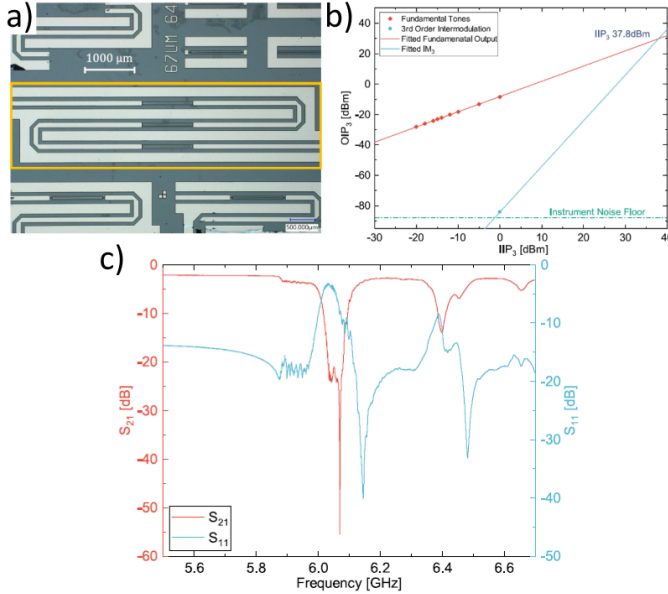 a)
67UM 64
1000 µm
500.000µm
b)
Fundamental Tones
3rd Order Intermodulation
Fitted Fundamenatal Output
Fitted IM3
IIP3 37.8dBm
Instrument Noise Floor
OIP3 [dBm]
40
20
0
-20
-40
-60
-80
-30
-20
-10
0
10
20
30
40
IIP3 [dBm]
c)
S21 [dB]
0
-10
-20
-30
-40
-50
-60
S21
S11
5.6
5.8
6.0
6.2
6.4
6.6
Frequency [GHz]
0
-10
-20
-30
-40
-50
S11 [dB]